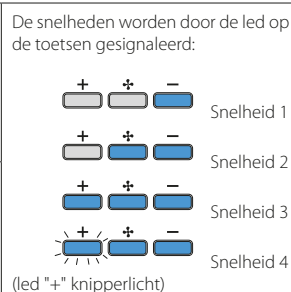 De snelheden worden door de led op
de toetsen gesignaleerd:
+ −
Snelheid 1
+ −
Snelheid 2
+ −
Snelheid 3
+ −
Snelheid 4
(led "+" knipperlicht)